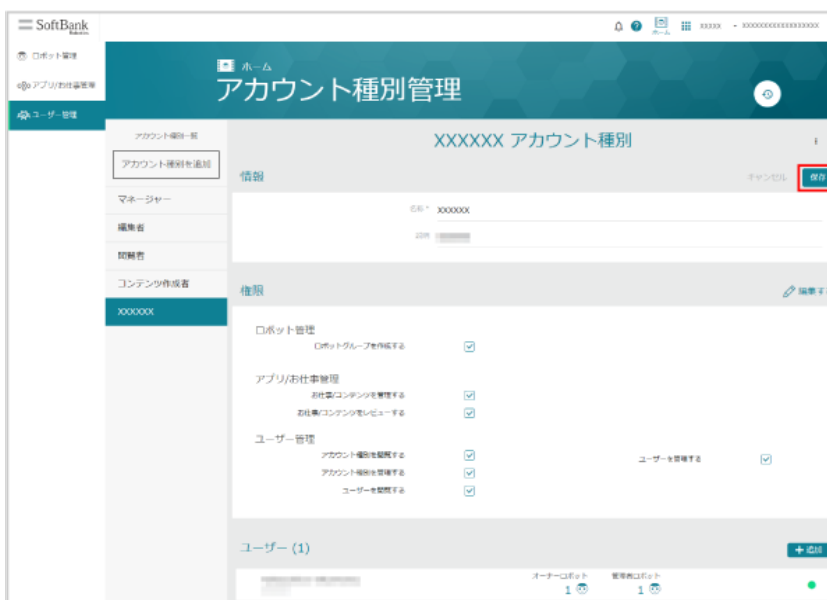 SoftBank
Robotics
ホーム
xxxxx
- xxxxxxxxxxxxxxxxxx
ロボット管理
アプリ/お仕事管理
ユーザー管理
ホーム
アカウント種別管理
アカウント種別一覧
アカウント種別を追加
マネージャー
編集者
閲覧者
コンテンツ作成者
XXXXXX
XXXXXX アカウント種別
情報
キャンセル
保存
名称 *
XXXXXX
説明
権限
編集す
ロボット管理
ロボットグループを作成する
アプリ/お仕事管理
お仕事/コンテンツを管理する
お仕事/コンテンツをレビューする
ユーザー管理
アカウント種別を閲覧する
ユーザーを管理する
アカウント種別を管理する
ユーザーを閲覧する
ユーザー (1)
+ 追加
オーナーロボット
管理者ロボット
1
1